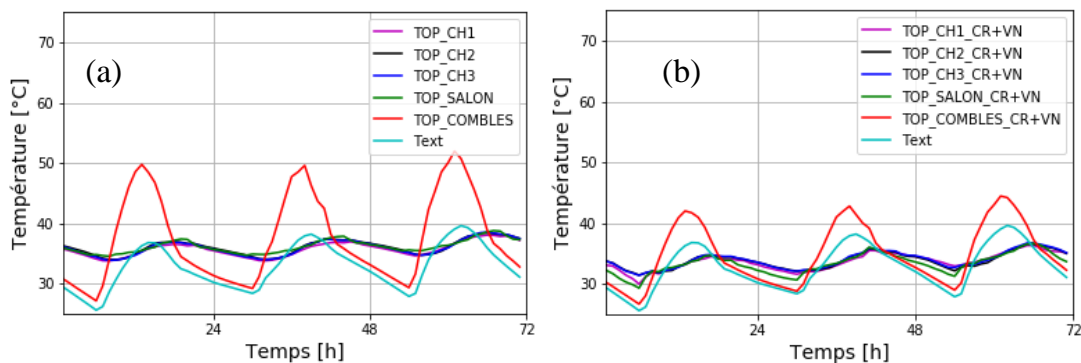 (a)
Température [°C]
70
60
50
40
30
24
48
72
Temps [h]
TOP_CH1
TOP_CH2
TOP_CH3
TOP_SALON
TOP_COMBLES
Text
(b)
Température [°C]
70
60
50
40
30
24
48
72
Temps [h]
TOP_CH1_CR+VN
TOP_CH2_CR+VN
TOP_CH3_CR+VN
TOP_SALON_CR+VN
TOP_COMBLES_CR+VN
Text